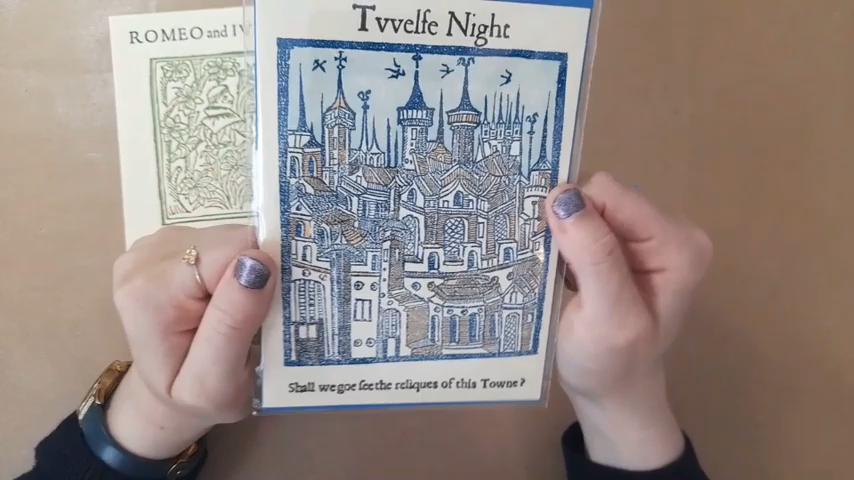 Tvvelfe Night
ROMEO and IV
Shall we goe see the reliques of this Towne?